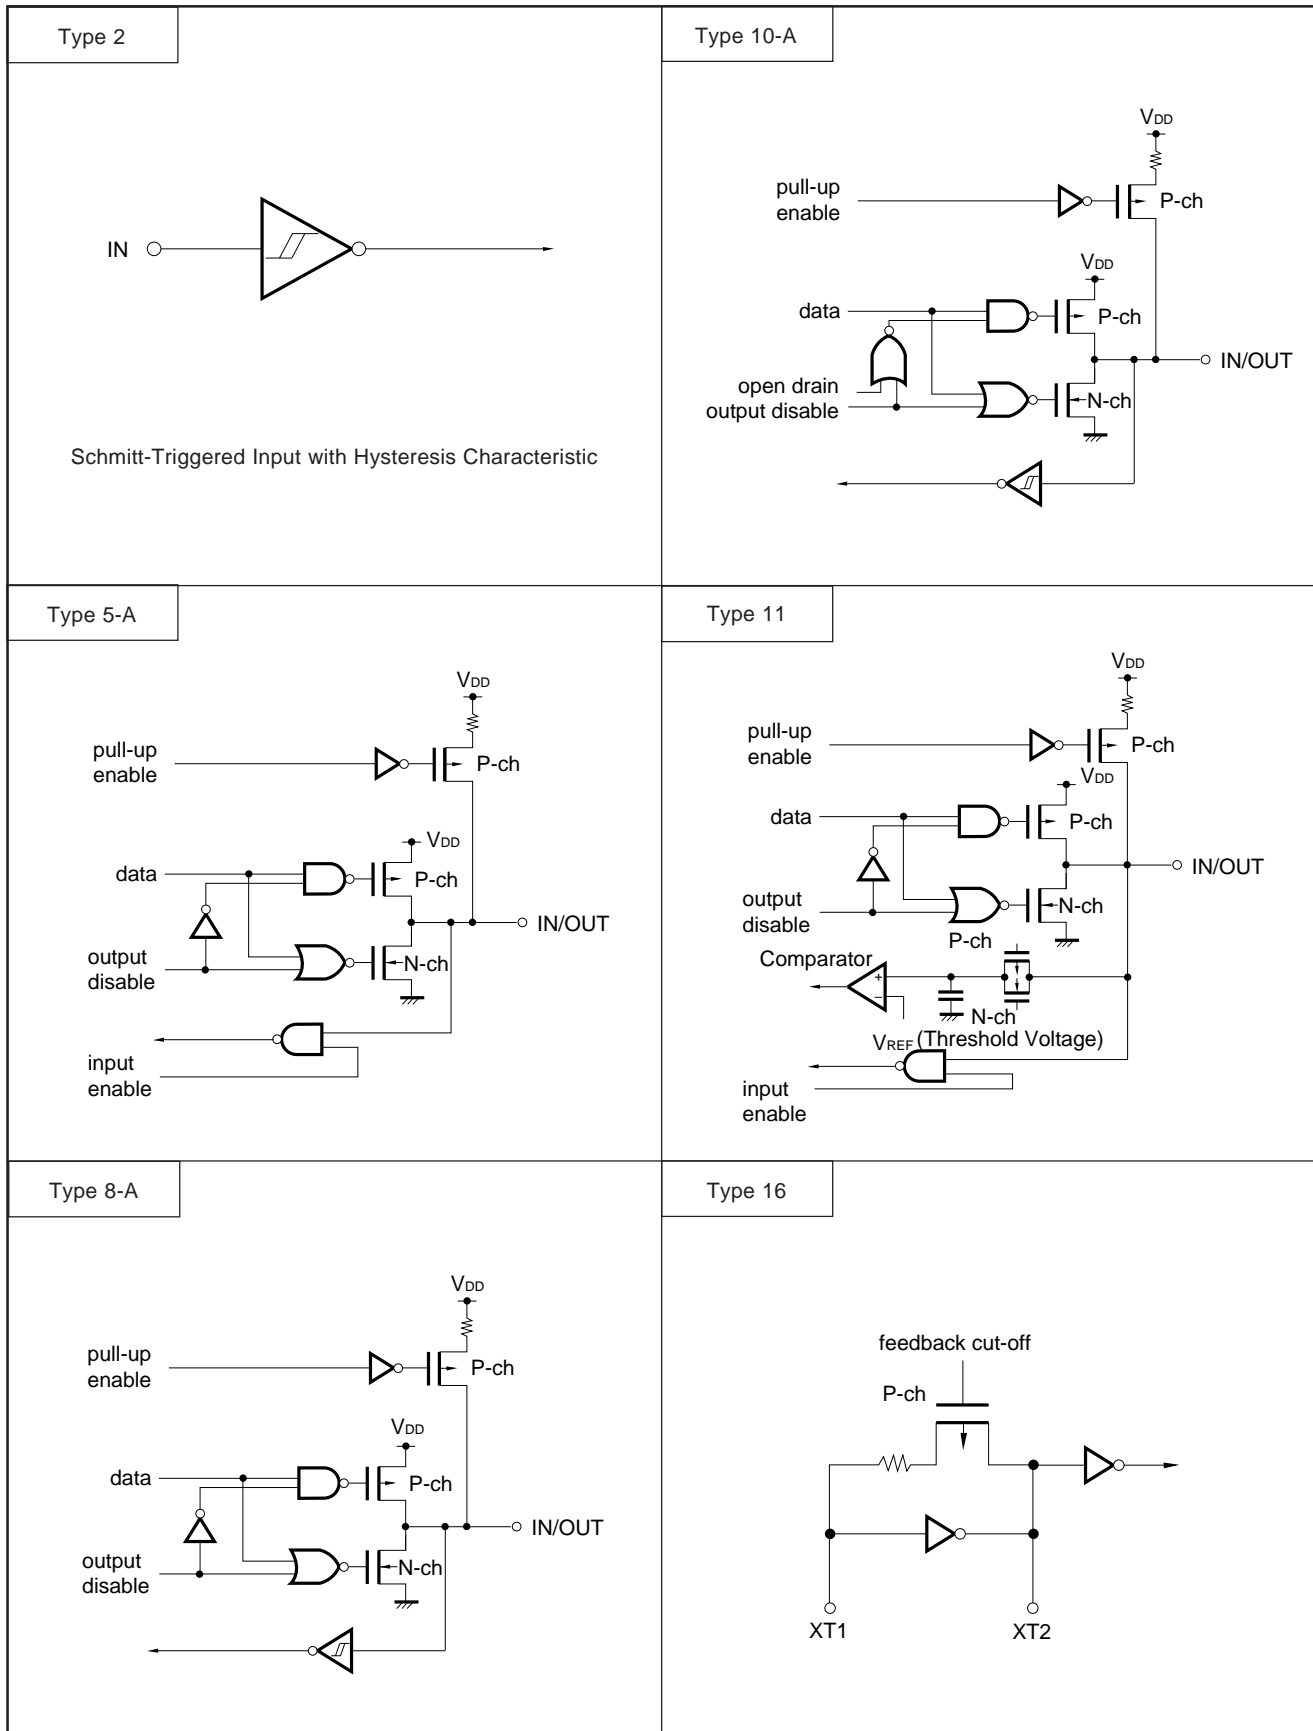 Type 2
IN
Schmitt-Triggered Input with Hysteresis Characteristic
Type 10-A
VDD
pull-up
enable
P-ch
VDD
data
P-ch
IN/OUT
open drain
output disable
N-ch
Type 5-A
VDD
pull-up
enable
P-ch
VDD
data
P-ch
IN/OUT
output
disable
N-ch
input
enable
Type 11
VDD
pull-up
enable
P-ch
VDD
data
P-ch
IN/OUT
output
disable
N-ch
P-ch
Comparator
+
−
N-ch
VREF (Threshold Voltage)
input
enable
Type 8-A
VDD
pull-up
enable
P-ch
VDD
data
P-ch
IN/OUT
output
disable
N-ch
Type 16
feedback cut-off
P-ch
XT1
XT2